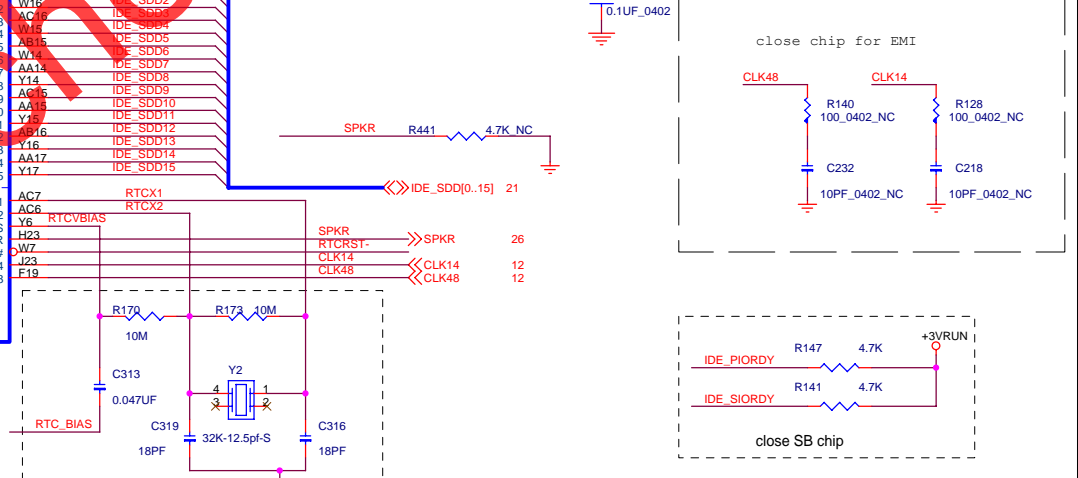 W16 IDE_SDD2
AC16 IDE_SDD3
W15 IDE_SDD4
AB15 IDE_SDD5
W14 IDE_SDD6
AA14 IDE_SDD7
Y14 IDE_SDD8
AC15 IDE_SDD9
AA15 IDE_SDD10
Y15 IDE_SDD11
AB16 IDE_SDD12
Y16 IDE_SDD13
AA17 IDE_SDD14
Y17 IDE_SDD15
IDE_SDD[0..15] 21
AC7 RTCX1
AC6 RTCX2
Y6 RTCVBIAS
H23 SPKR SPKR 26
W7 RTCRST-
J23 CLK14 CLK14 12
F19 CLK48 CLK48 12
SPKR R441 4.7K_NC
0.1UF_0402
close chip for EMI
CLK48 CLK14
R140 R128
100_0402_NC 100_0402_NC
C232 C218
10PF_0402_NC 10PF_0402_NC
R170 R173 10M
10M
C313
0.047UF
Y2
4 1
3 2
RTC_BIAS
C319 C316
32K-12.5pf-S
18PF 18PF
+3VRUN
R147 4.7K
IDE_PIORDY
R141 4.7K
IDE_SIORDY
close SB chip